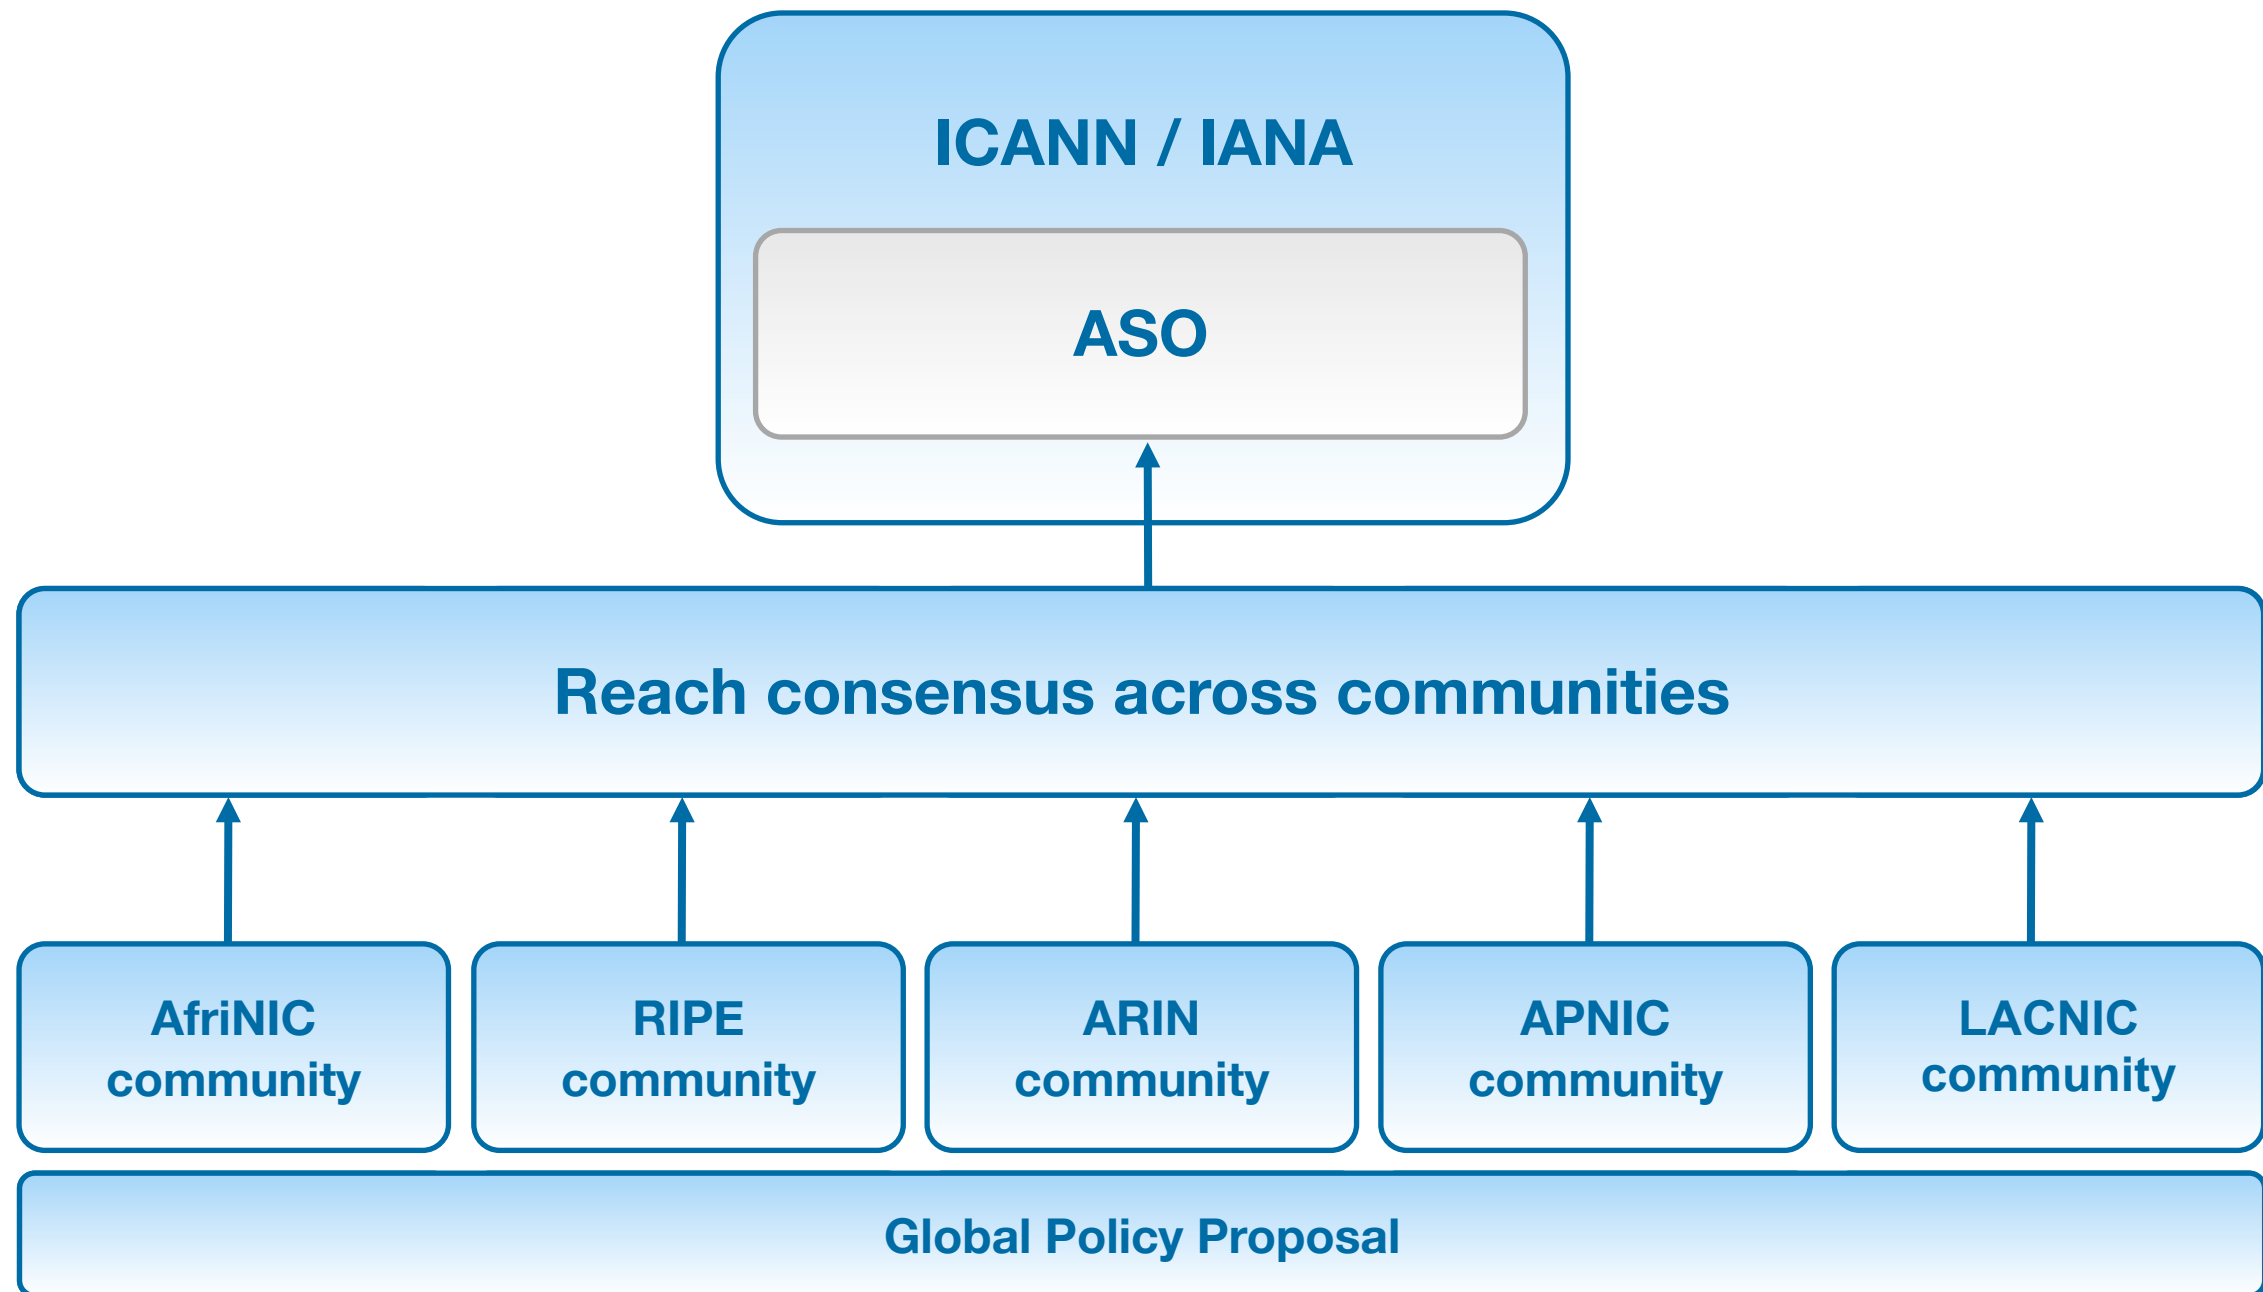 ICANN / IANA
ASO
Reach consensus across communities
AfriNIC
community
RIPE
community
ARIN
community
APNIC
community
LACNIC
community
Global Policy Proposal